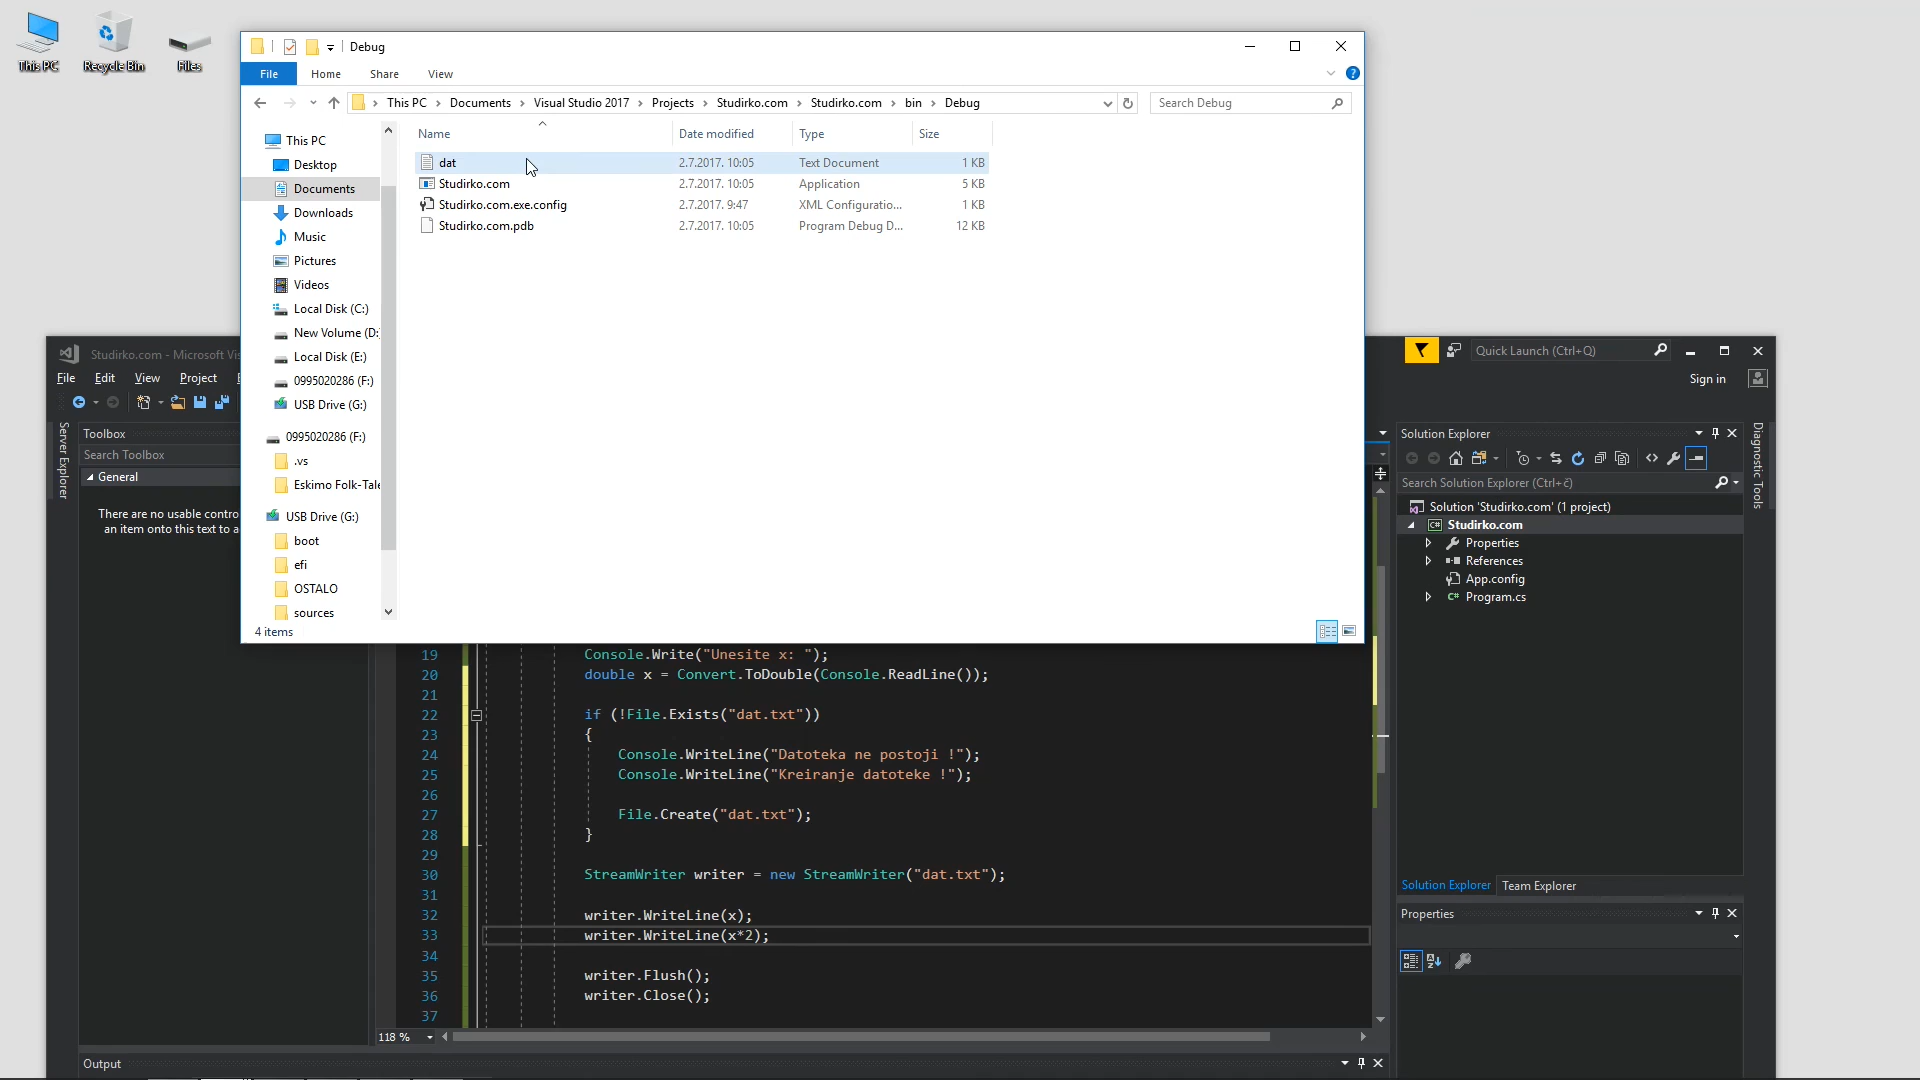 This PC
Recycle Bin
Files
Debug
File Home Share View
This PC Documents Visual Studio 2017 Projects Studirko.com Studirko.com bin Debug
Search Debug
Name Date modified Type Size
dat 2.7.2017. 10:05 Text Document 1 KB
Studirko.com 2.7.2017. 10:05 Application 5 KB
Studirko.com.exe.config 2.7.2017. 9:47 XML Configuratio... 1 KB
Studirko.com.pdb 2.7.2017. 10:05 Program Debug D... 12 KB
This PC
Desktop
Documents
Downloads
Music
Pictures
Videos
Local Disk (C:)
New Volume (D:
Local Disk (E:)
0995020286 (F:)
USB Drive (G:)
0995020286 (F:)
.vs
Eskimo Folk-Tale
USB Drive (G:)
boot
efi
OSTALO
sources
4 items
Studirko.com - Microsoft Vi
Quick Launch (Ctrl+Q)
File Edit View Project
Sign in
Server Explorer
Toolbox
Search Toolbox
General
There are no usable contro
an item onto this text to a
19 Console.Write("Unesite x: ");
20 double x = Convert.ToDouble(Console.ReadLine());
21
22 if (!File.Exists("dat.txt"))
23 {
24 Console.WriteLine("Datoteka ne postoji !");
25 Console.WriteLine("Kreiranje datoteke !");
26
27 File.Create("dat.txt");
28 }
29
30 StreamWriter writer = new StreamWriter("dat.txt");
31
32 writer.WriteLine(x);
33 writer.WriteLine(x*2);
34
35 writer.Flush();
36 writer.Close();
37
118 %
Output
Solution Explorer
Search Solution Explorer (Ctrl+č)
Solution 'Studirko.com' (1 project)
C# Studirko.com
Properties
References
App.config
C# Program.cs
Solution Explorer Team Explorer
Properties
Diagnostic Tools